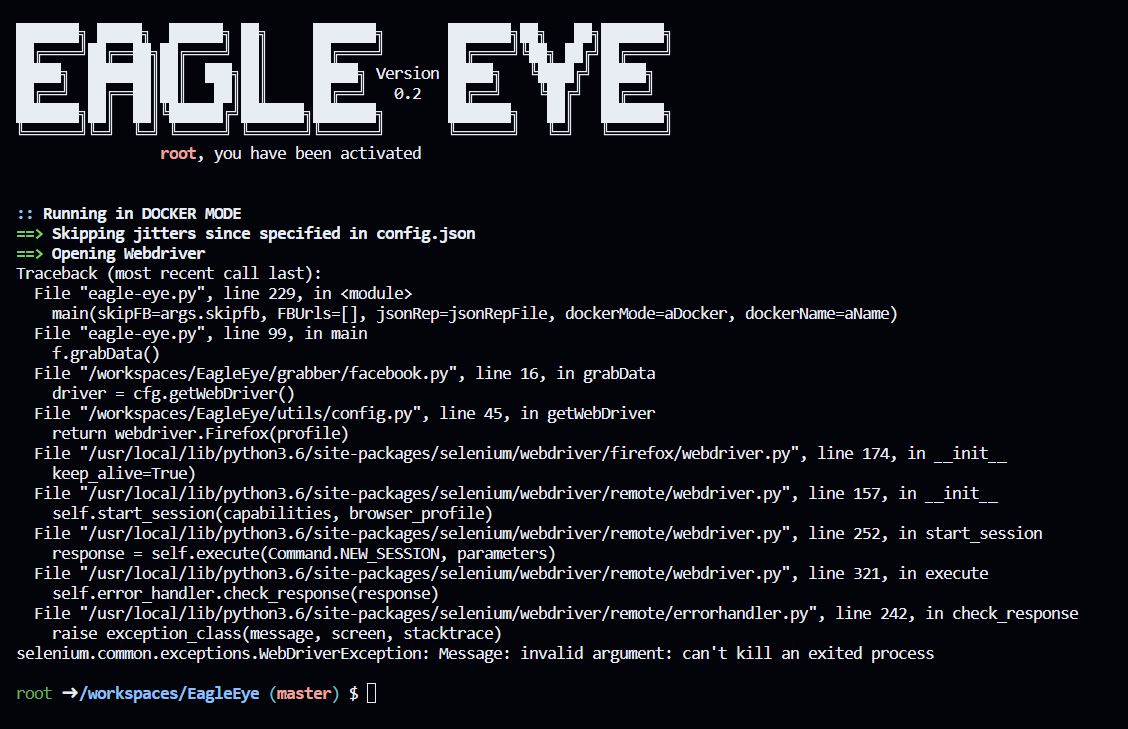 EAGLE EYE
Version
0.2
root, you have been activated
:: Running in DOCKER MODE
==> Skipping jitters since specified in config.json
==> Opening Webdriver
Traceback (most recent call last):
  File "eagle-eye.py", line 229, in <module>
    main(skipFB=args.skipfb, FBUrls=[], jsonRep=jsonRepFile, dockerMode=aDocker, dockerName=aName)
  File "eagle-eye.py", line 99, in main
    f.grabData()
  File "/workspaces/EagleEye/grabber/facebook.py", line 16, in grabData
    driver = cfg.getWebDriver()
  File "/workspaces/EagleEye/utils/config.py", line 45, in getWebDriver
    return webdriver.Firefox(profile)
  File "/usr/local/lib/python3.6/site-packages/selenium/webdriver/firefox/webdriver.py", line 174, in __init__
    keep_alive=True)
  File "/usr/local/lib/python3.6/site-packages/selenium/webdriver/remote/webdriver.py", line 157, in __init__
    self.start_session(capabilities, browser_profile)
  File "/usr/local/lib/python3.6/site-packages/selenium/webdriver/remote/webdriver.py", line 252, in start_session
    response = self.execute(Command.NEW_SESSION, parameters)
  File "/usr/local/lib/python3.6/site-packages/selenium/webdriver/remote/webdriver.py", line 321, in execute
    self.error_handler.check_response(response)
  File "/usr/local/lib/python3.6/site-packages/selenium/webdriver/remote/errorhandler.py", line 242, in check_response
    raise exception_class(message, screen, stacktrace)
selenium.common.exceptions.WebDriverException: Message: invalid argument: can't kill an exited process
root ➜/workspaces/EagleEye (master) $